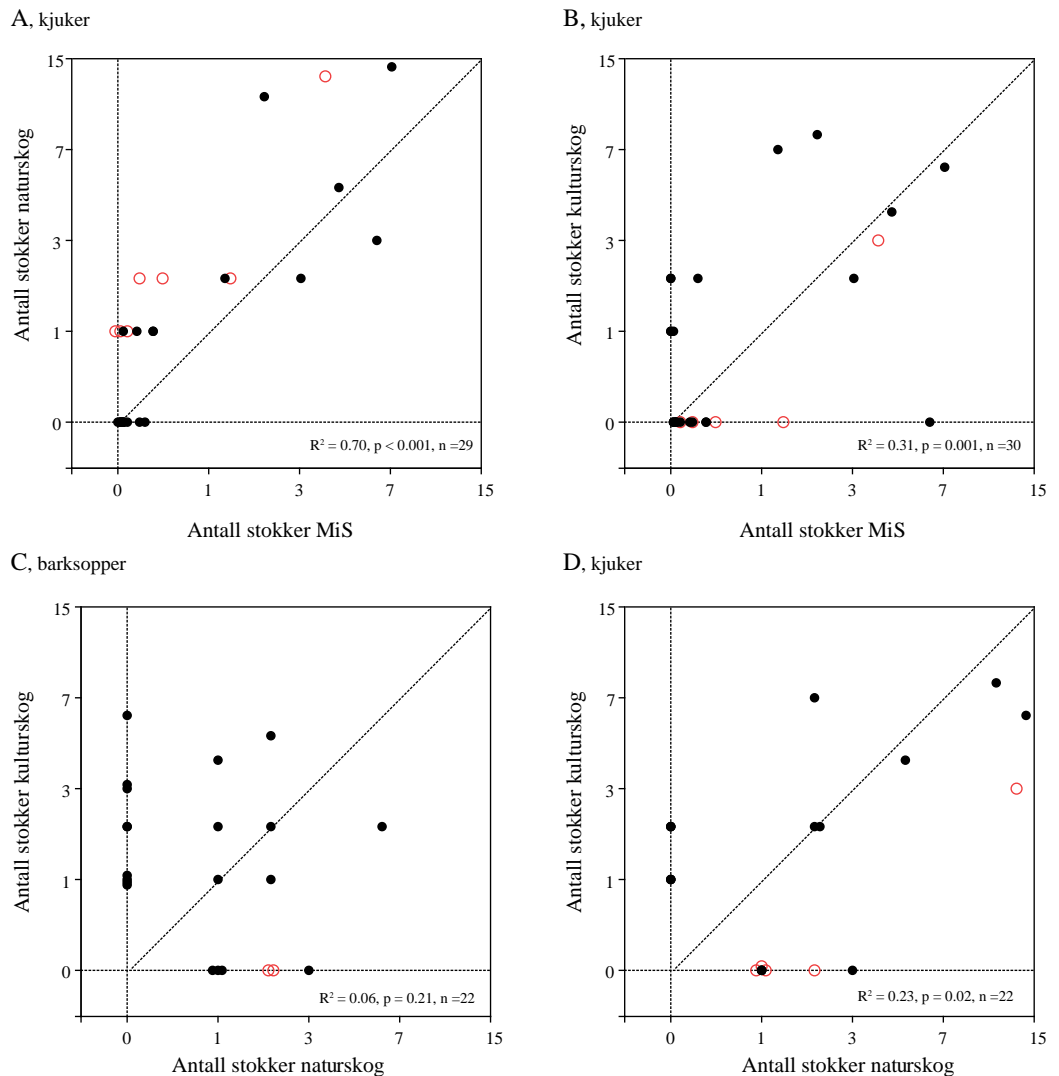 A, kjuker
15
7
3
1
0
Antall stokker naturskog
R² = 0.70, p < 0.001, n =29
0 1 3 7 15
Antall stokker MiS
B, kjuker
15
7
3
1
0
Antall stokker kulturskog
R² = 0.31, p = 0.001, n =30
0 1 3 7 15
Antall stokker MiS
C, barksopper
15
7
3
1
0
Antall stokker kulturskog
R² = 0.06, p = 0.21, n =22
0 1 3 7 15
Antall stokker naturskog
D, kjuker
15
7
3
1
0
Antall stokker kulturskog
R² = 0.23, p = 0.02, n =22
0 1 3 7 15
Antall stokker naturskog